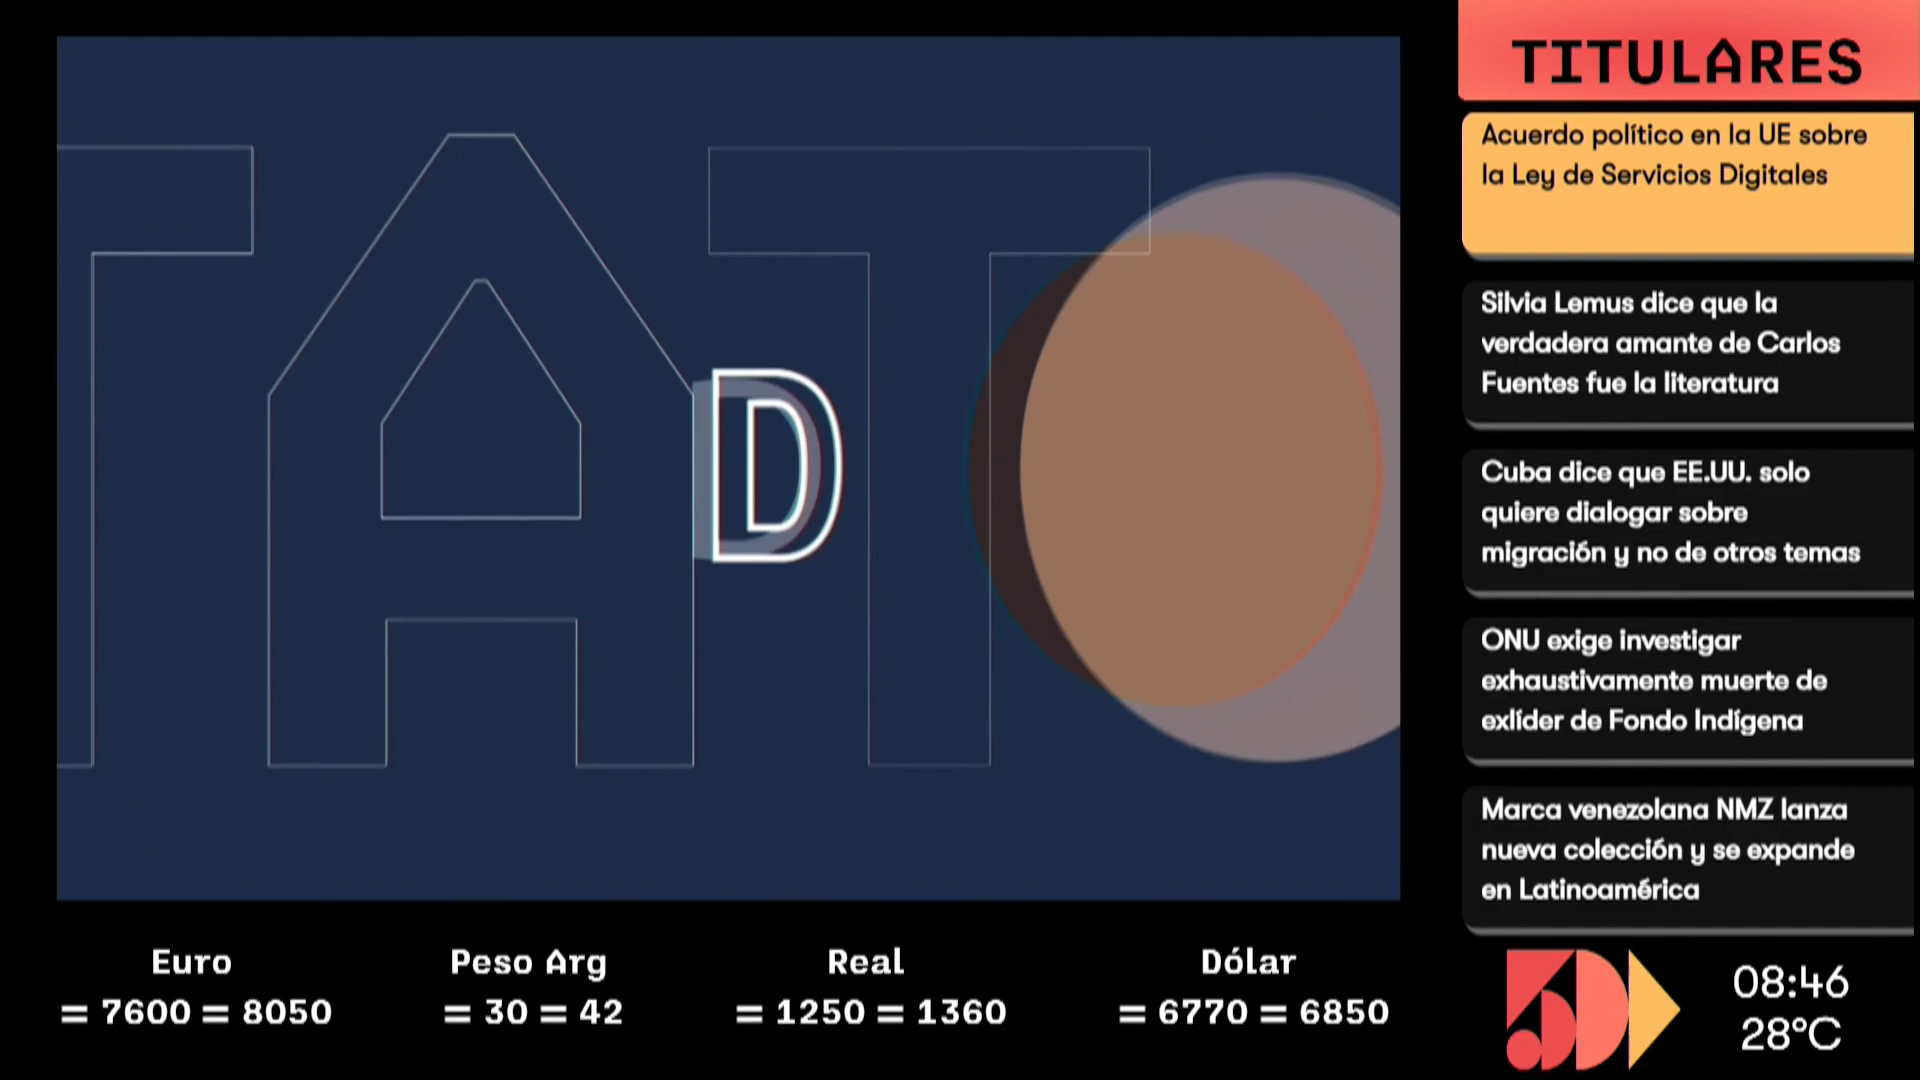 TAT
D
TITULARES
Acuerdo político en la UE sobre
la Ley de Servicios Digitales
Silvia Lemus dice que la
verdadera amante de Carlos
Fuentes fue la literatura
Cuba dice que EE.UU. solo
quiere dialogar sobre
migración y no de otros temas
ONU exige investigar
exhaustivamente muerte de
exlíder de Fondo Indígena
Marca venezolana NMZ lanza
nueva colección y se expande
en Latinoamérica
Euro
= 7600 = 8050
Peso Arg
= 30 = 42
Real
= 1250 = 1360
Dólar
= 6770 = 6850
08:46
28°C